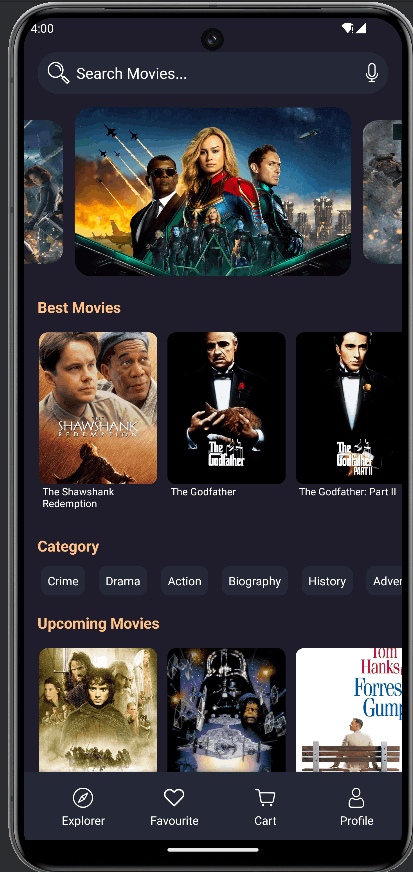 4:00
Search Movies...
Best Movies
THE
SHAWSHANK
REDEMPTION
The
Godfather
The
Godfather
PART II
The Shawshank
Redemption
The Godfather
The Godfather: Part II
Category
Crime
Drama
Action
Biography
History
Adver
Upcoming Movies
Tom
Hanks
Forres
Gump
Explorer
Favourite
Cart
Profile